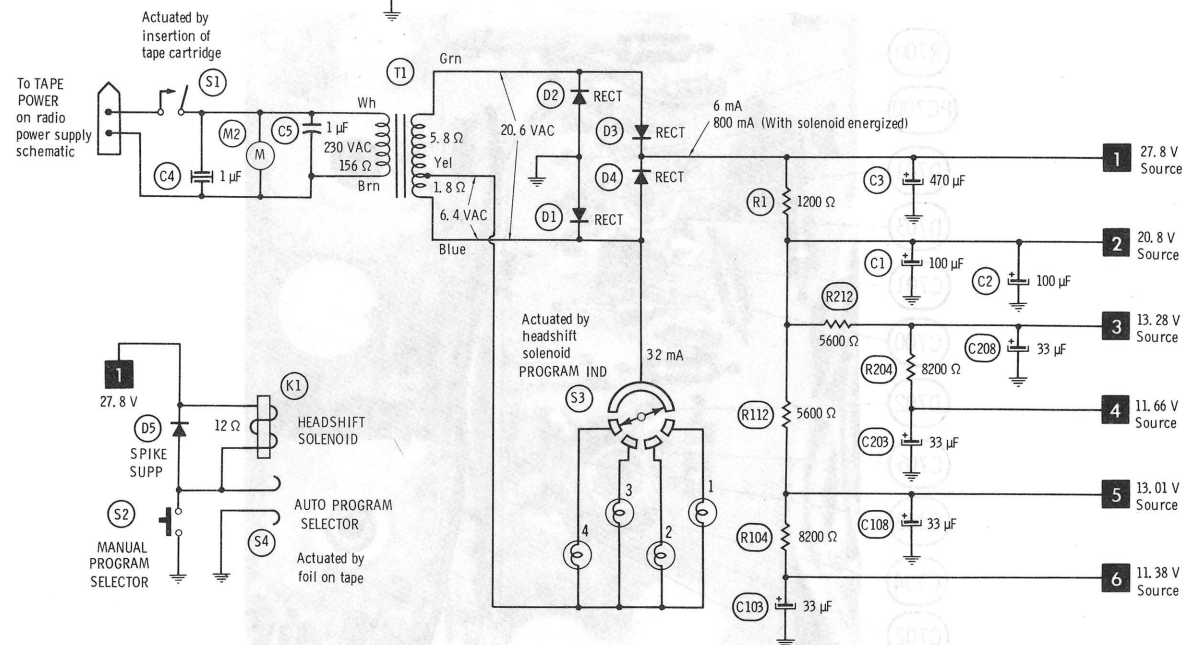 Actuated by
insertion of
tape cartridge
S1
To TAPE
POWER
on radio
power supply
schematic
C4
1 µF
M2
M
C5
1 µF
230 VAC
156 Ω
Wh
Brn
T1
Grn
5.8 Ω
Yel
1.8 Ω
6.4 VAC
Blue
20.6 VAC
D2
RECT
D3
RECT
D4
RECT
D1
RECT
6 mA
800 mA (With solenoid energized)
1
27.8 V
Source
R1
1200 Ω
C3
470 µF
2
20.8 V
Source
C1
100 µF
C2
100 µF
R212
5600 Ω
3
13.28 V
Source
R204
8200 Ω
C208
33 µF
4
11.66 V
Source
C203
33 µF
R112
5600 Ω
5
13.01 V
Source
C108
33 µF
R104
8200 Ω
6
11.38 V
Source
C103
33 µF
Actuated by
headshift
solenoid
PROGRAM IND
32 mA
S3
4
3
2
1
1
27.8 V
K1
12 Ω
HEADSHIFT
SOLENOID
D5
SPIKE
SUPP
S2
MANUAL
PROGRAM
SELECTOR
AUTO PROGRAM
SELECTOR
S4
Actuated by
foil on tape